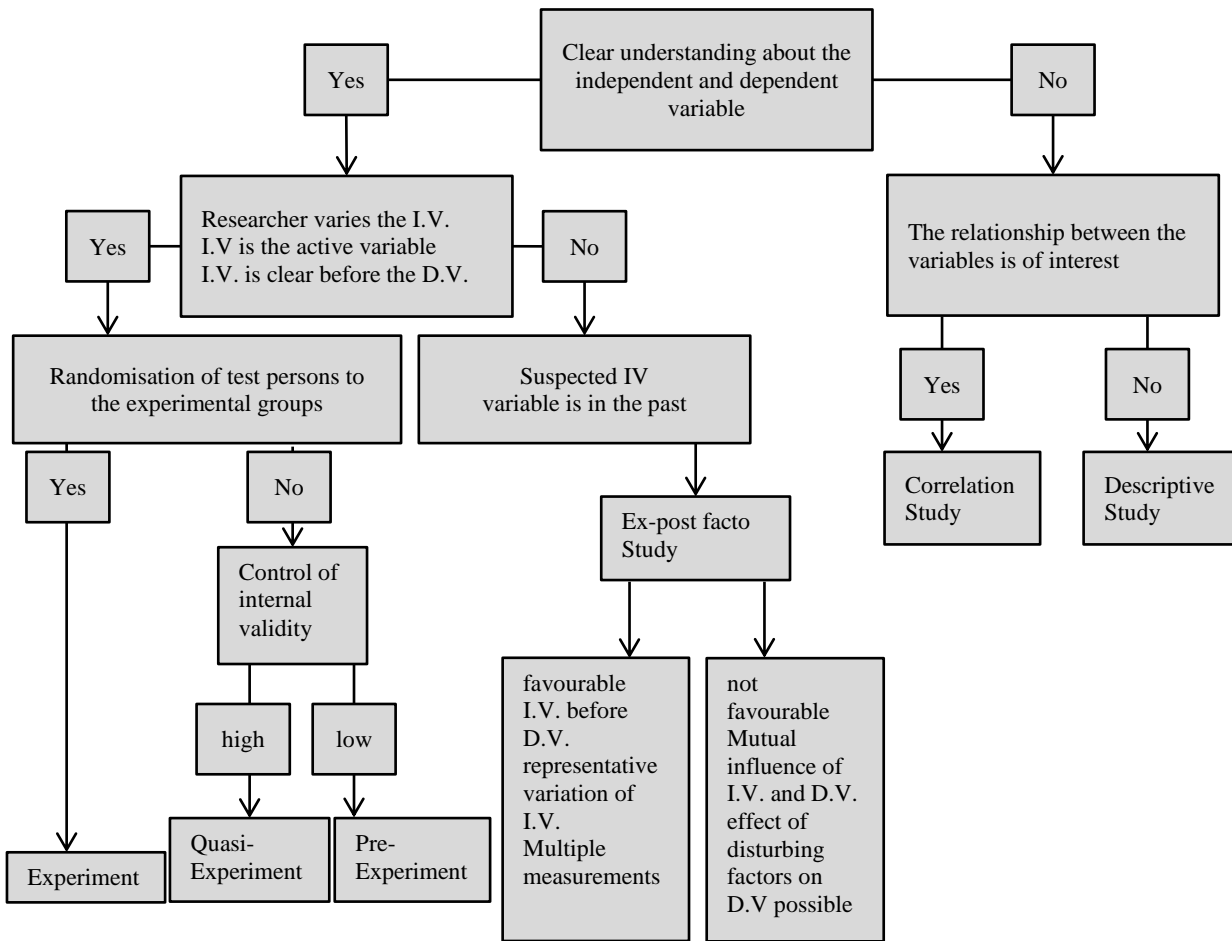 Clear understanding about the
independent and dependent
variable
Yes
No
Researcher varies the I.V.
I.V is the active variable
I.V. is clear before the D.V.
Yes
No
The relationship between the
variables is of interest
Randomisation of test persons to
the experimental groups
Suspected IV
variable is in the past
Yes
No
Yes
No
Correlation
Study
Descriptive
Study
Control of
internal
validity
Ex-post facto
Study
high
low
favourable
I.V. before
D.V.
representative
variation of
I.V.
Multiple
measurements
not
favourable
Mutual
influence of
I.V. and D.V.
effect of
disturbing
factors on
D.V possible
Experiment
Quasi-
Experiment
Pre-
Experiment